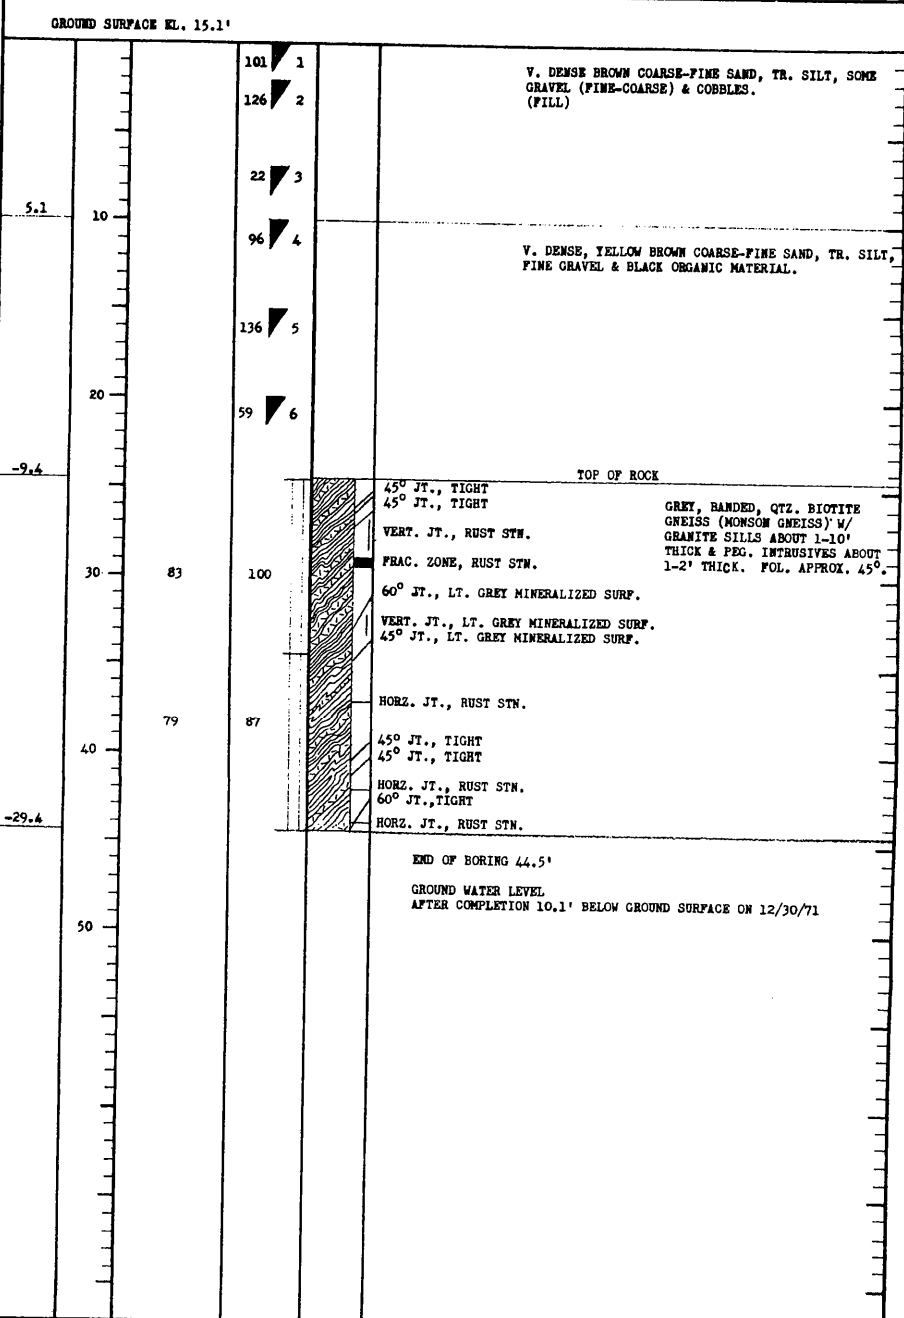 GROUND SURFACE EL. 15.1'
101 1
V. DENSE BROWN COARSE-FINE SAND, TR. SILT, SOME
GRAVEL (FINE-COARSE) & COBBLES.
(FILL)
126 2
22 3
5.1
10
96 4
V. DENSE, YELLOW BROWN COARSE-FINE SAND, TR. SILT,
FINE GRAVEL & BLACK ORGANIC MATERIAL.
136 5
20
59 6
-9.4
TOP OF ROCK
45° JT., TIGHT
45° JT., TIGHT
VERT. JT., RUST STN.
FRAC. ZONE, RUST STN.
GREY, BANDED, QTZ. BIOTITE
GNEISS (MONSON GNEISS) W/
GRANITE SILLS ABOUT 1-10'
THICK & PEG. INTRUSIVES ABOUT
1-2' THICK. FOL. APPROX. 45°.
30
83
100
60° JT., LT. GREY MINERALIZED SURF.
VERT. JT., LT. GREY MINERALIZED SURF.
45° JT., LT. GREY MINERALIZED SURF.
HORZ. JT., RUST STN.
79
87
40
45° JT., TIGHT
45° JT., TIGHT
HORZ. JT., RUST STN.
60° JT.,TIGHT
-29.4
HORZ. JT., RUST STN.
END OF BORING 44.5'
GROUND WATER LEVEL
AFTER COMPLETION 10.1' BELOW GROUND SURFACE ON 12/30/71
50